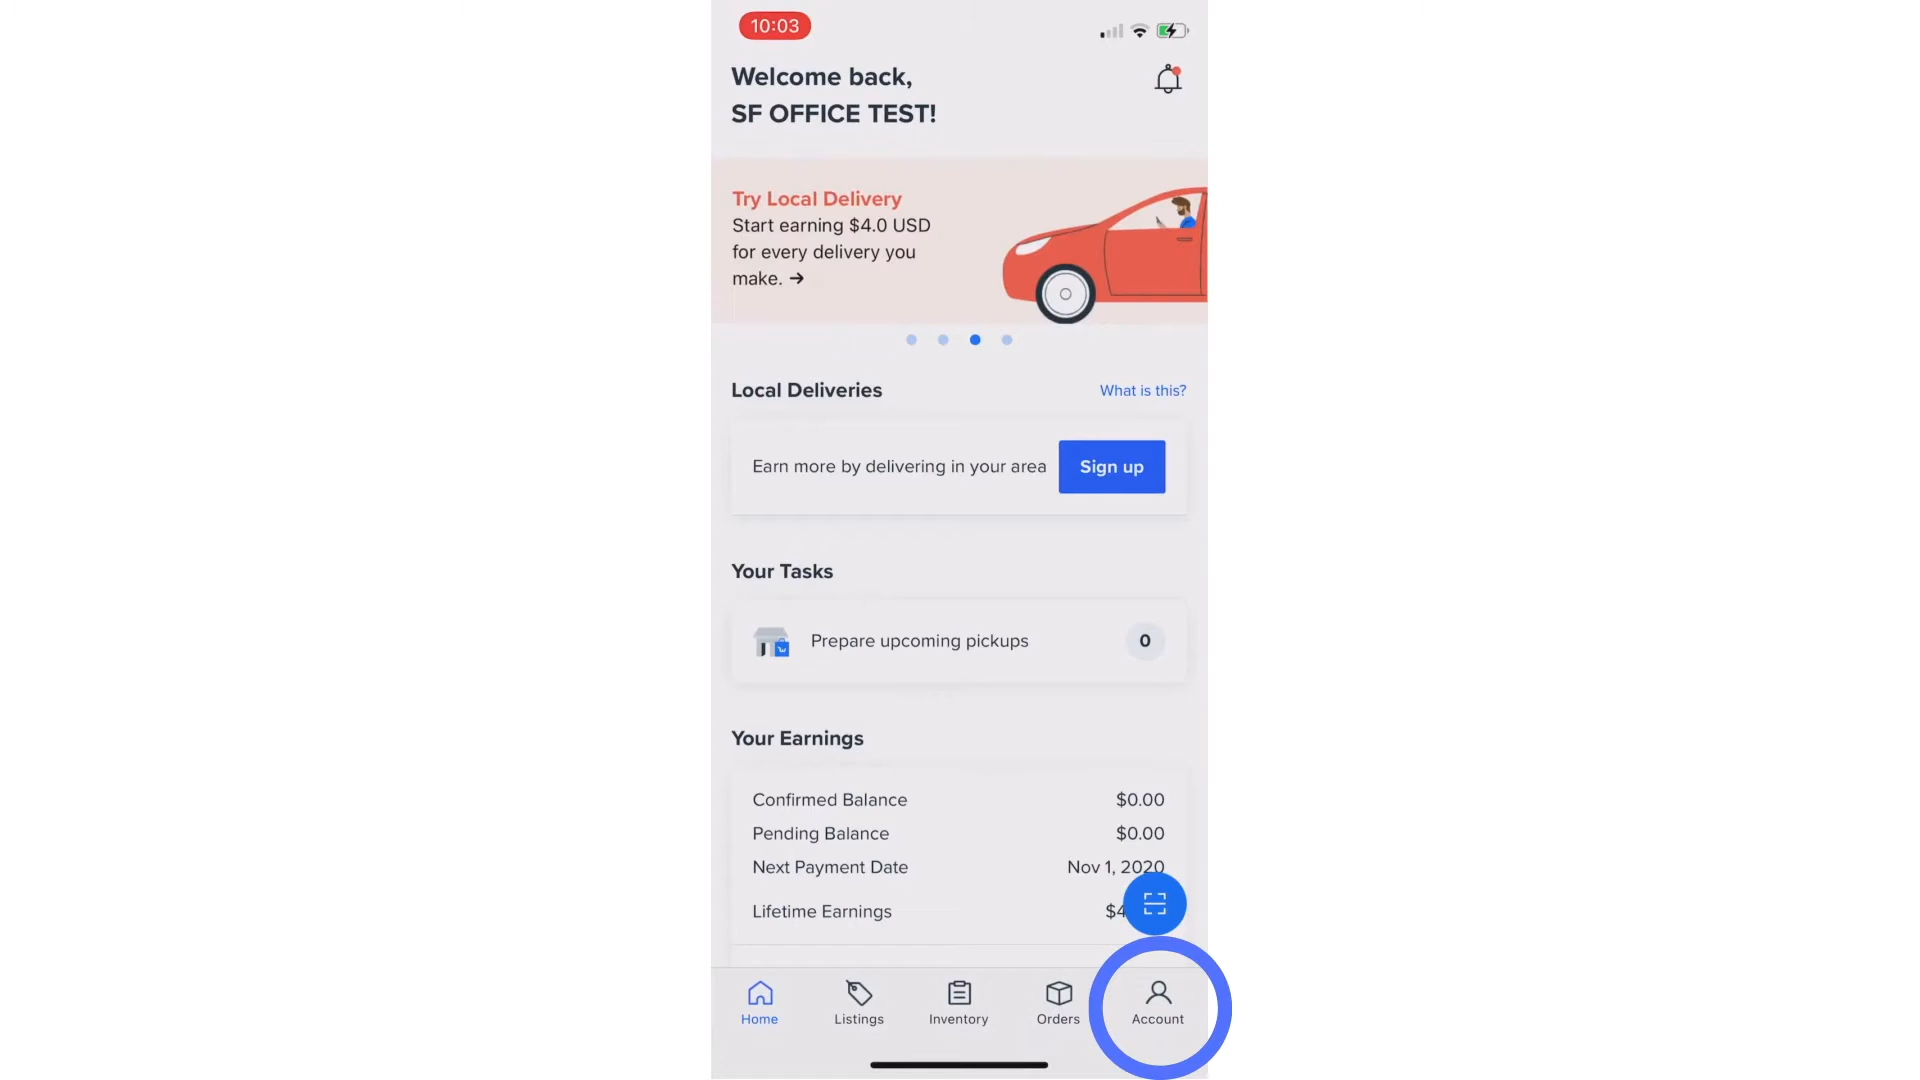 10:03
Welcome back,
SF OFFICE TEST!
Try Local Delivery
Start earning $4.0 USD
for every delivery you
make. →
Local Deliveries
What is this?
Earn more by delivering in your area
Sign up
Your Tasks
Prepare upcoming pickups
0
Your Earnings
Confirmed Balance
$0.00
Pending Balance
$0.00
Next Payment Date
Nov 1, 2020
Lifetime Earnings
Home
Listings
Inventory
Orders
Account